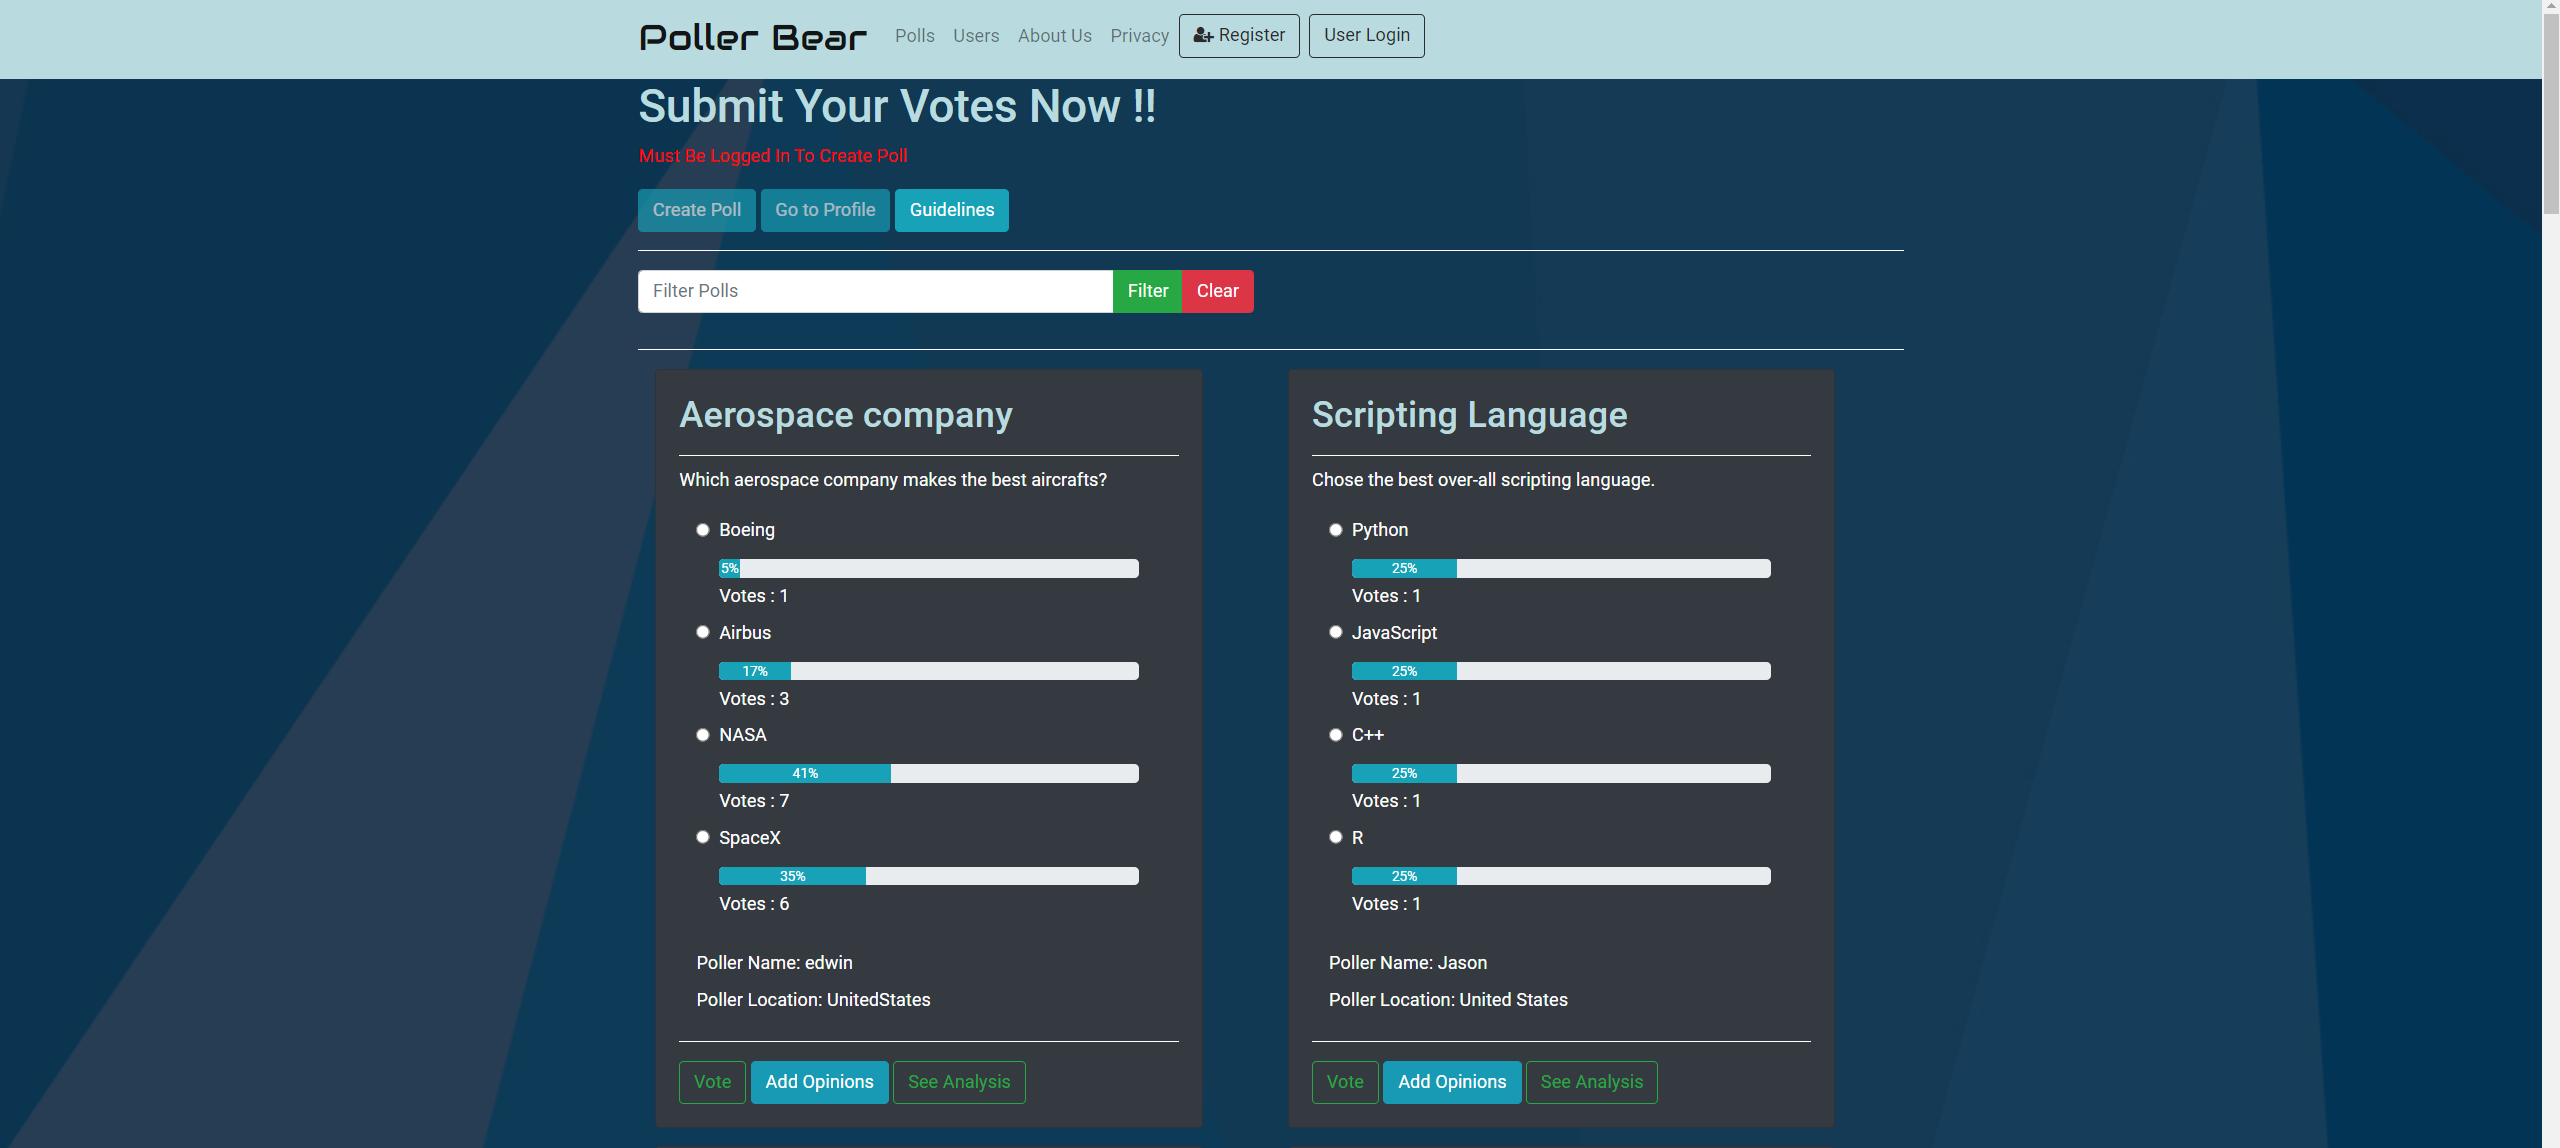 Poller Bear Polls Users About Us Privacy Register User Login
Submit Your Votes Now !!
Must Be Logged In To Create Poll
Create Poll Go to Profile Guidelines
Filter Polls Filter Clear
Aerospace company
Which aerospace company makes the best aircrafts?
Boeing
5%
Votes : 1
Airbus
17%
Votes : 3
NASA
41%
Votes : 7
SpaceX
35%
Votes : 6
Poller Name: edwin
Poller Location: UnitedStates
Vote Add Opinions See Analysis
Scripting Language
Chose the best over-all scripting language.
Python
25%
Votes : 1
JavaScript
25%
Votes : 1
C++
25%
Votes : 1
R
25%
Votes : 1
Poller Name: Jason
Poller Location: United States
Vote Add Opinions See Analysis